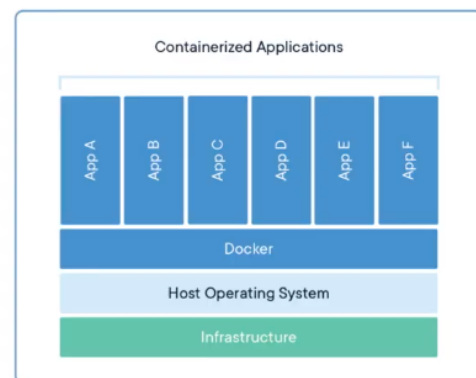 Containerized Applications
App A
App B
App C
App D
App E
App F
Docker
Host Operating System
Infrastructure